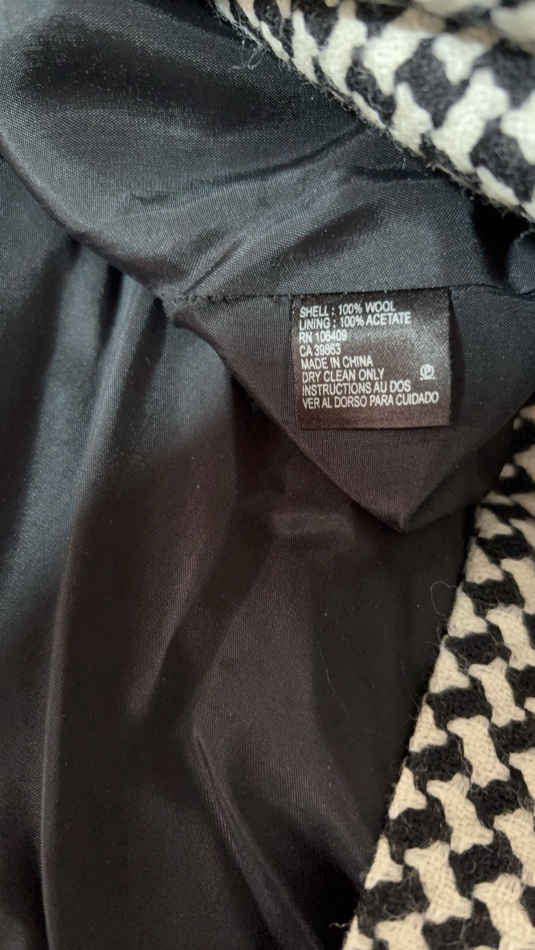 SHELL : 100% WOOL
LINING : 100% ACETATE
RN 106409
CA 39863
MADE IN CHINA
DRY CLEAN ONLY
INSTRUCTIONS AU DOS
VER AL DORSO PARA CUIDADO
P